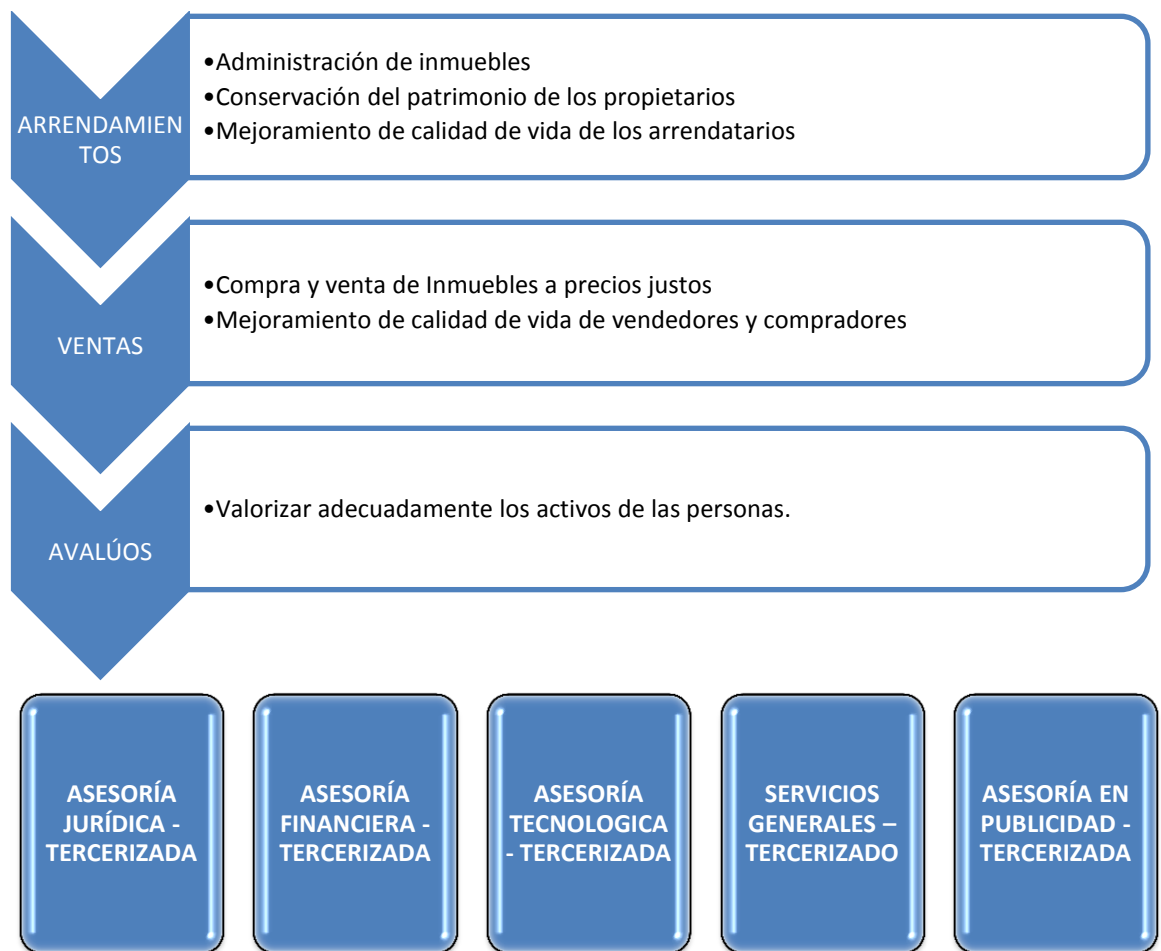 ARRENDAMIEN
TOS
•Administración de inmuebles
•Conservación del patrimonio de los propietarios
•Mejoramiento de calidad de vida de los arrendatarios
VENTAS
•Compra y venta de Inmuebles a precios justos
•Mejoramiento de calidad de vida de vendedores y compradores
AVALÚOS
•Valorizar adecuadamente los activos de las personas.
ASESORÍA
JURÍDICA -
TERCERIZADA
ASESORÍA
FINANCIERA -
TERCERIZADA
ASESORÍA
TECNOLOGICA
- TERCERIZADA
SERVICIOS
GENERALES –
TERCERIZADO
ASESORÍA EN
PUBLICIDAD -
TERCERIZADA